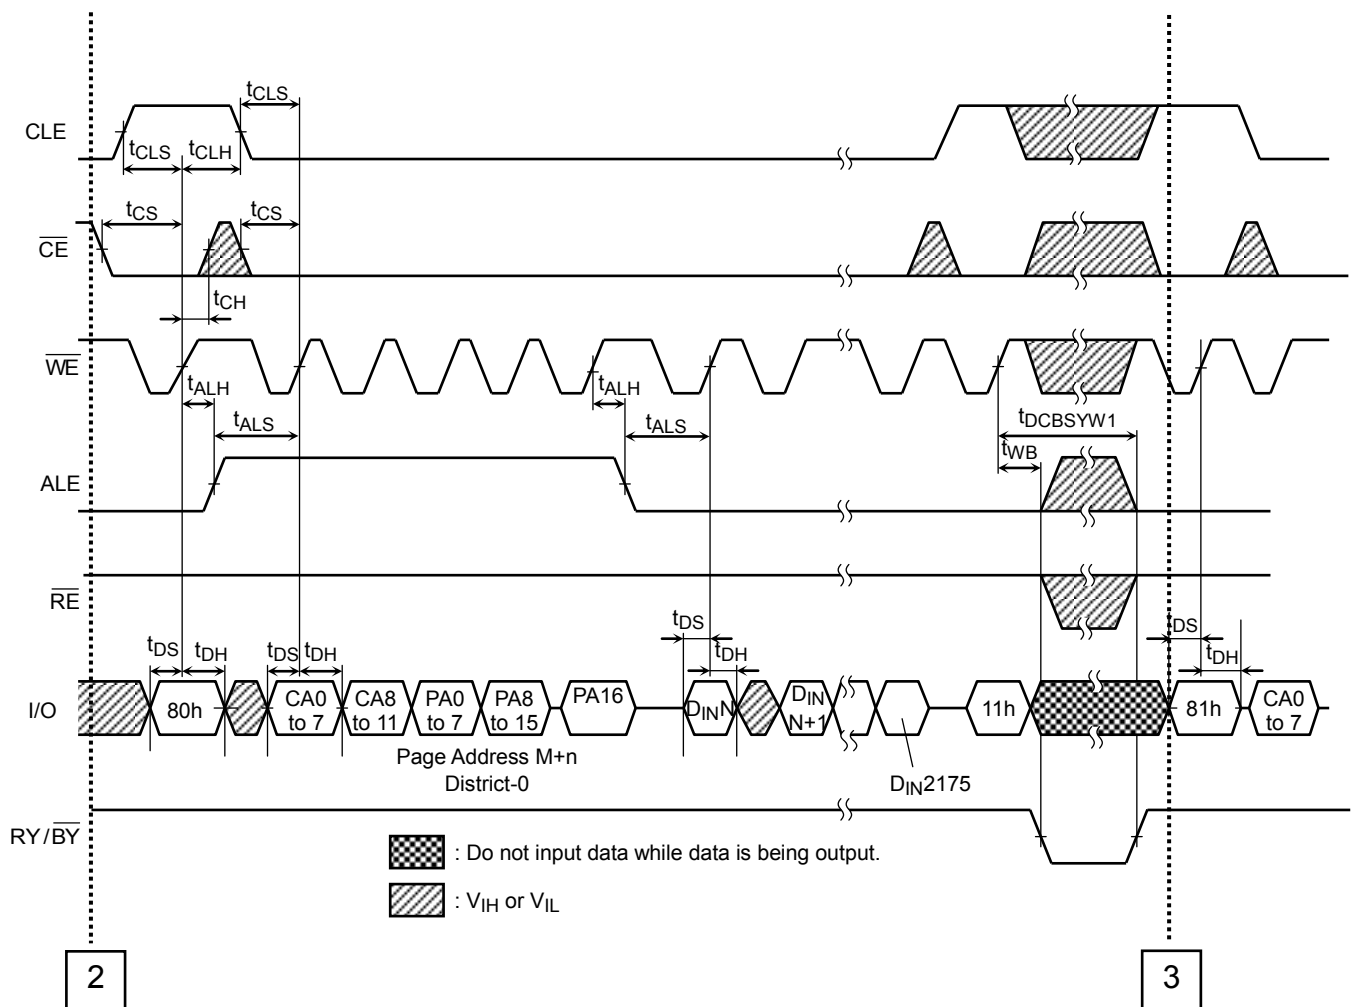 tCLS
CLE
tCLS
tCLH
tCS
tCS
CE
tCH
WE
tALH
tALH
tALS
tALS
tDCBSYW1
tWB
ALE
RE
tDS
tDH
tDS
tDH
tDS
tDH
DS
tDH
I/O
80h
CA0 to 7
CA8 to 11
PA0 to 7
PA8 to 15
PA16
DINN
DIN N+1
11h
81h
CA0 to 7
Page Address M+n
District-0
DIN2175
RY/BY
: Do not input data while data is being output.
: VIH or VIL
2
3